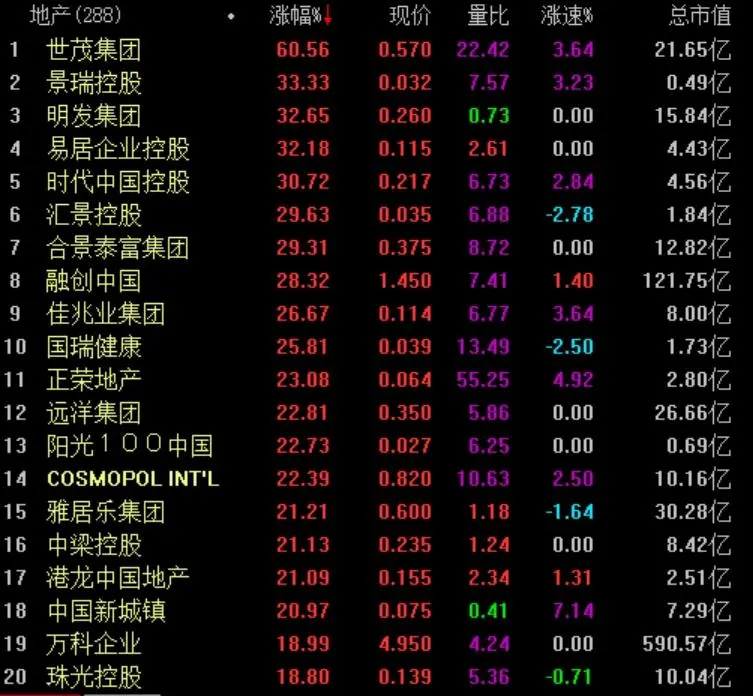 地产(288) • 涨幅%↓ 现价 量比 涨速% 总市值
1 世茂集团 60.56 0.570 22.42 3.64 21.65亿
2 景瑞控股 33.33 0.032 7.57 3.23 0.49亿
3 明发集团 32.65 0.260 0.73 0.00 15.84亿
4 易居企业控股 32.18 0.115 2.61 0.00 4.43亿
5 时代中国控股 30.72 0.217 6.73 2.84 4.56亿
6 汇景控股 29.63 0.035 6.88 -2.78 1.84亿
7 合景泰富集团 29.31 0.375 8.72 0.00 12.82亿
8 融创中国 28.32 1.450 7.41 1.40 121.75亿
9 佳兆业集团 26.67 0.114 6.77 3.64 8.00亿
10 国瑞健康 25.81 0.039 13.49 -2.50 1.73亿
11 正荣地产 23.08 0.064 55.25 4.92 2.80亿
12 远洋集团 22.81 0.350 5.86 0.00 26.66亿
13 阳光１００中国 22.73 0.027 6.25 0.00 0.69亿
14 COSMOPOL INT'L 22.39 0.820 10.63 2.50 10.16亿
15 雅居乐集团 21.21 0.600 1.18 -1.64 30.28亿
16 中梁控股 21.13 0.235 1.24 0.00 8.42亿
17 港龙中国地产 21.09 0.155 2.34 1.31 2.51亿
18 中国新城镇 20.97 0.075 0.41 7.14 7.29亿
19 万科企业 18.99 4.950 4.24 0.00 590.57亿
20 珠光控股 18.80 0.139 5.36 -0.71 10.04亿